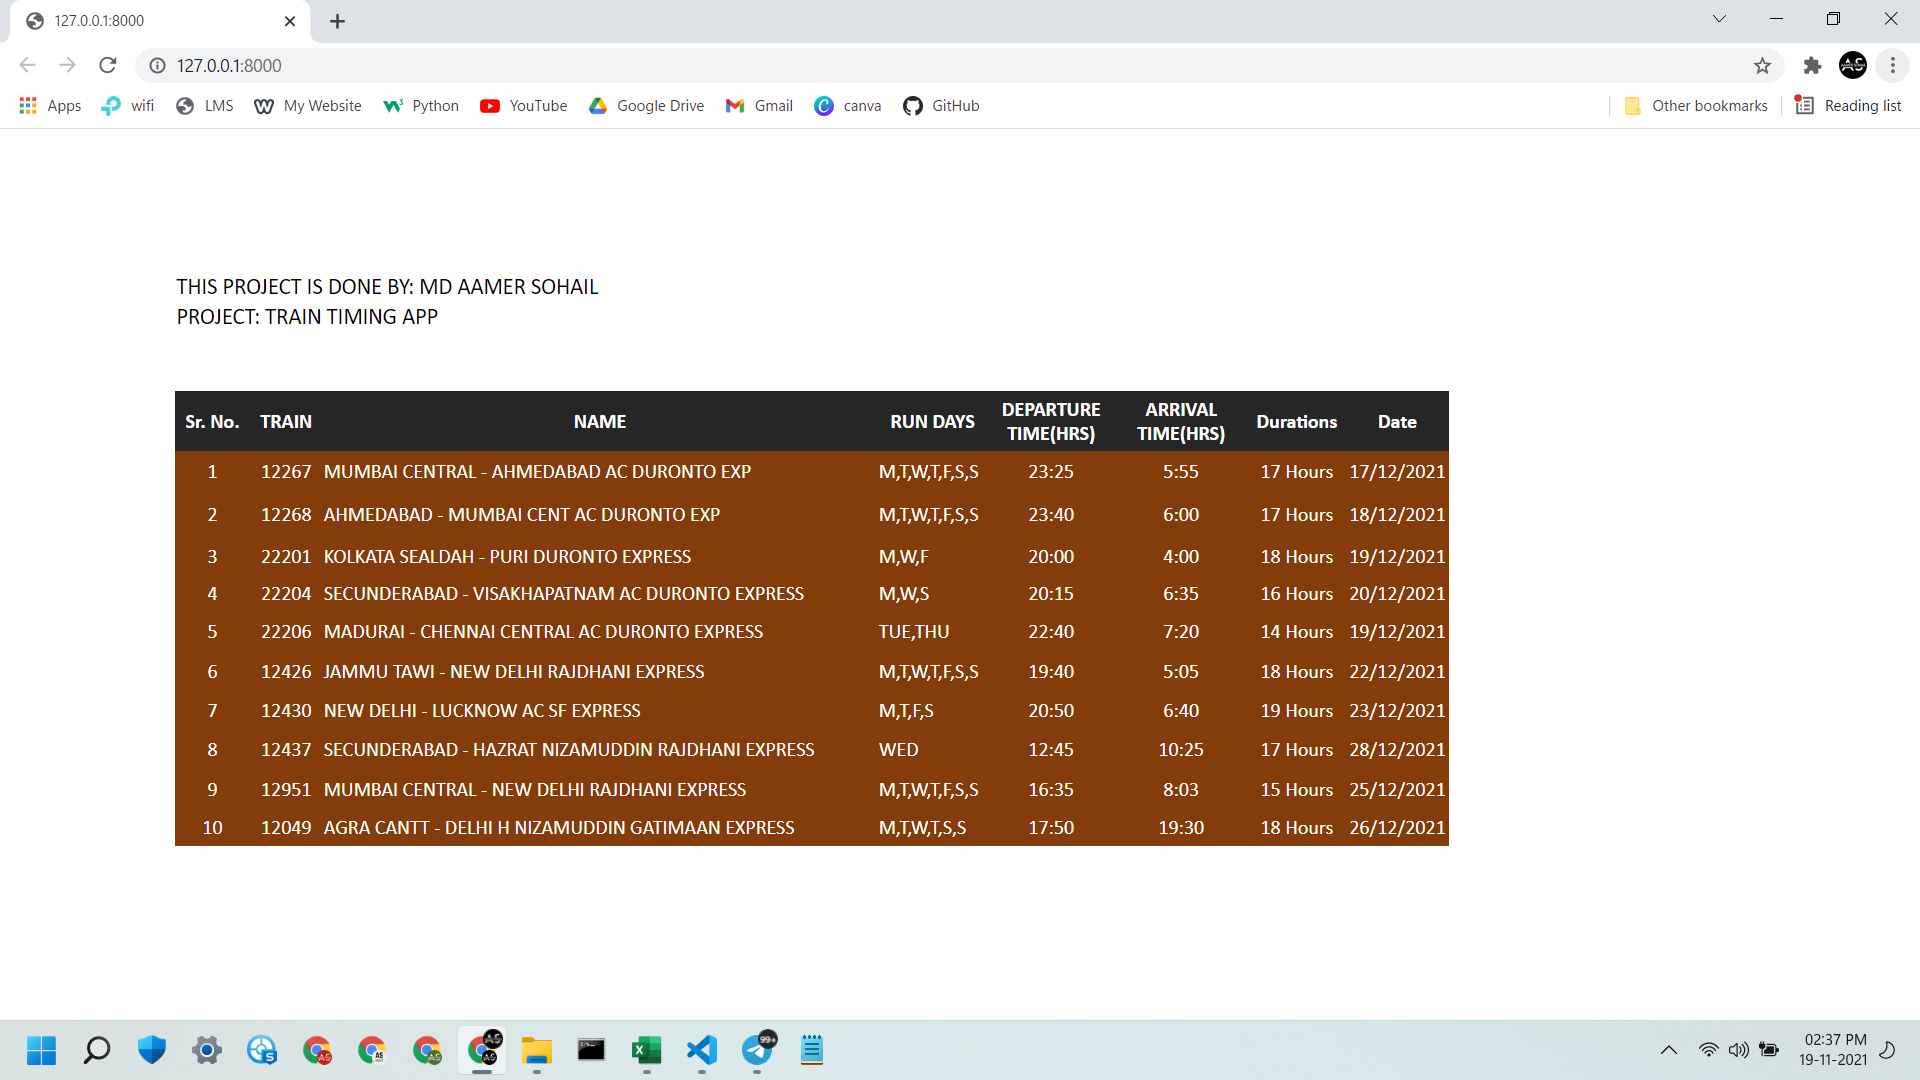 127.0.0.1:8000
127.0.0.1:8000
Apps wifi LMS My Website Python YouTube Google Drive Gmail canva GitHub Other bookmarks Reading list
THIS PROJECT IS DONE BY: MD AAMER SOHAIL
PROJECT: TRAIN TIMING APP
Sr. No. TRAIN NAME RUN DAYS DEPARTURE TIME(HRS) ARRIVAL TIME(HRS) Durations Date
1 12267 MUMBAI CENTRAL - AHMEDABAD AC DURONTO EXP M,T,W,T,F,S,S 23:25 5:55 17 Hours 17/12/2021
2 12268 AHMEDABAD - MUMBAI CENT AC DURONTO EXP M,T,W,T,F,S,S 23:40 6:00 17 Hours 18/12/2021
3 22201 KOLKATA SEALDAH - PURI DURONTO EXPRESS M,W,F 20:00 4:00 18 Hours 19/12/2021
4 22204 SECUNDERABAD - VISAKHAPATNAM AC DURONTO EXPRESS M,W,S 20:15 6:35 16 Hours 20/12/2021
5 22206 MADURAI - CHENNAI CENTRAL AC DURONTO EXPRESS TUE,THU 22:40 7:20 14 Hours 19/12/2021
6 12426 JAMMU TAWI - NEW DELHI RAJDHANI EXPRESS M,T,W,T,F,S,S 19:40 5:05 18 Hours 22/12/2021
7 12430 NEW DELHI - LUCKNOW AC SF EXPRESS M,T,F,S 20:50 6:40 19 Hours 23/12/2021
8 12437 SECUNDERABAD - HAZRAT NIZAMUDDIN RAJDHANI EXPRESS WED 12:45 10:25 17 Hours 28/12/2021
9 12951 MUMBAI CENTRAL - NEW DELHI RAJDHANI EXPRESS M,T,W,T,F,S,S 16:35 8:03 15 Hours 25/12/2021
10 12049 AGRA CANTT - DELHI H NIZAMUDDIN GATIMAAN EXPRESS M,T,W,T,S,S 17:50 19:30 18 Hours 26/12/2021
99+
02:37 PM
19-11-2021